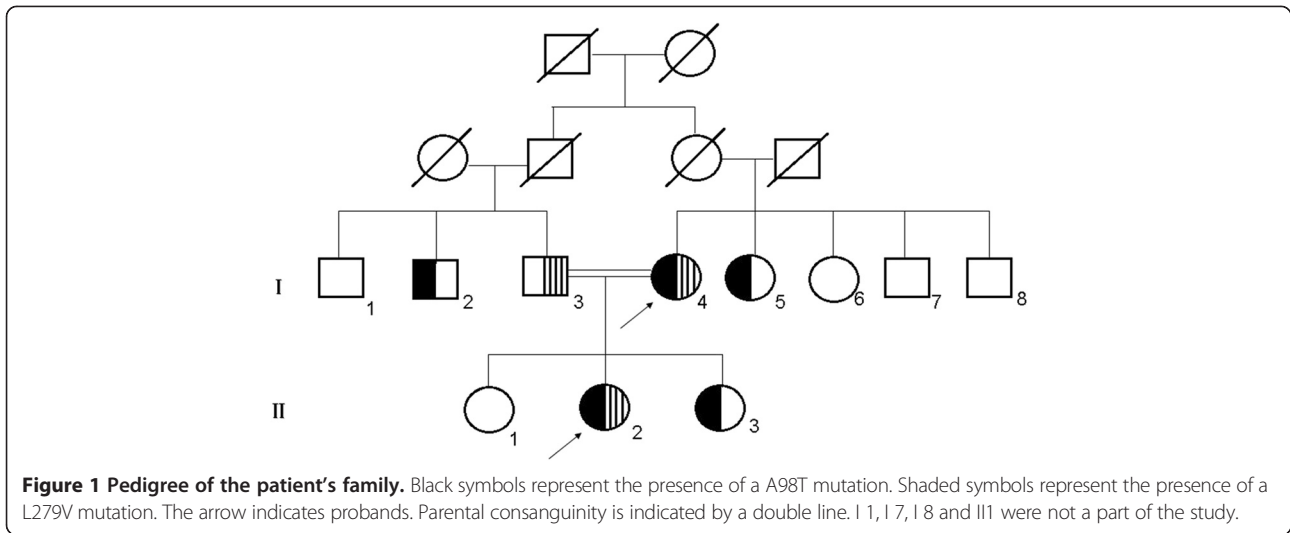 I
1
2
3
4
5
6
7
8
II
1
2
3
Figure 1 Pedigree of the patient's family. Black symbols represent the presence of a A98T mutation. Shaded symbols represent the presence of a
L279V mutation. The arrow indicates probands. Parental consanguinity is indicated by a double line. I 1, I 7, I 8 and II1 were not a part of the study.